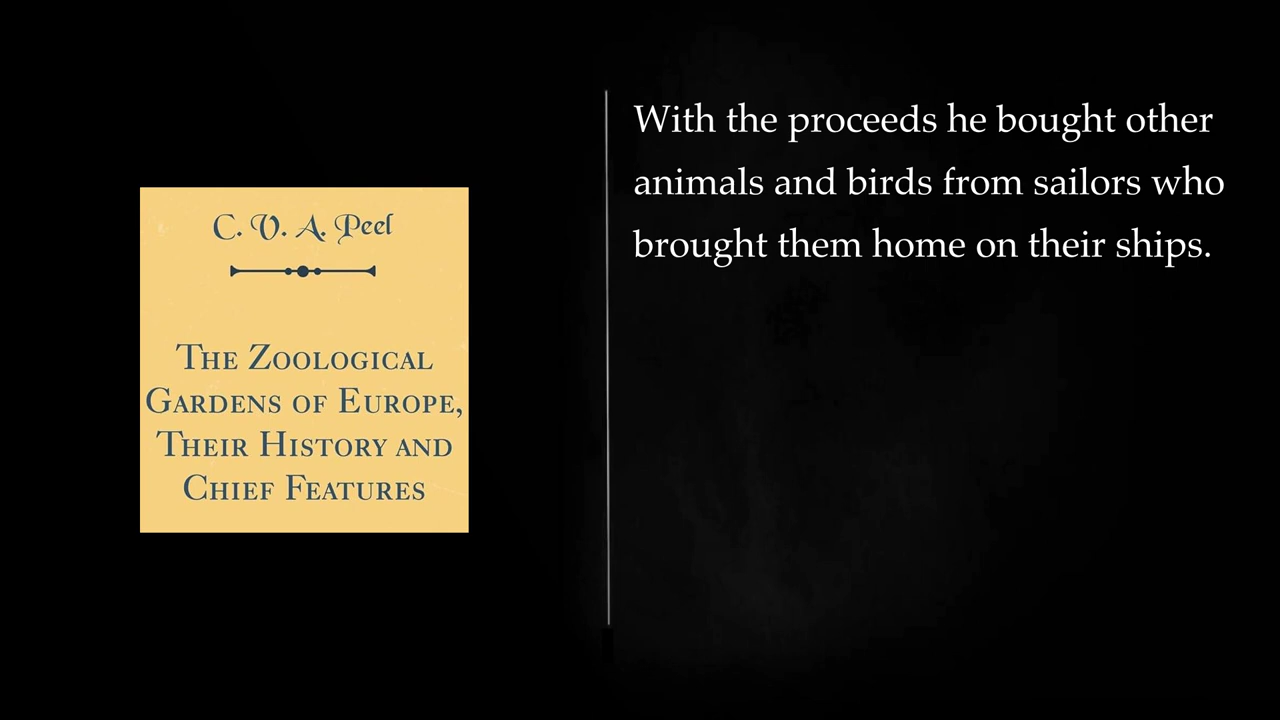 C. V. A. Peel
The Zoological
Gardens of Europe,
Their History and
Chief Features
With the proceeds he bought other
animals and birds from sailors who
brought them home on their ships.